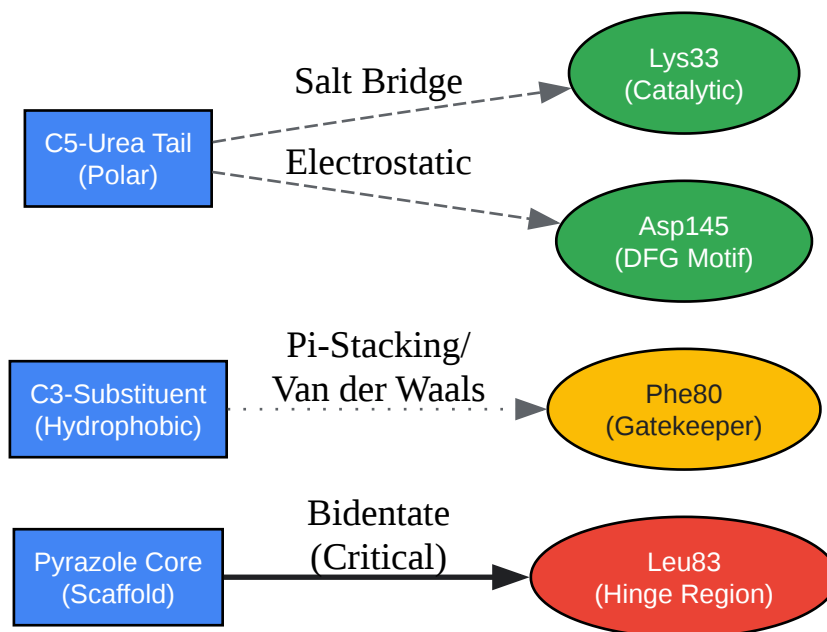 Salt Bridge
Lys33
(Catalytic)
C5-Urea Tail
(Polar)
Electrostatic
Asp145
(DFG Motif)
Pi-Stacking/
Van der Waals
C3-Substituent
(Hydrophobic)
Phe80
(Gatekeeper)
Bidentate
(Critical)
Pyrazole Core
(Scaffold)
Leu83
(Hinge Region)